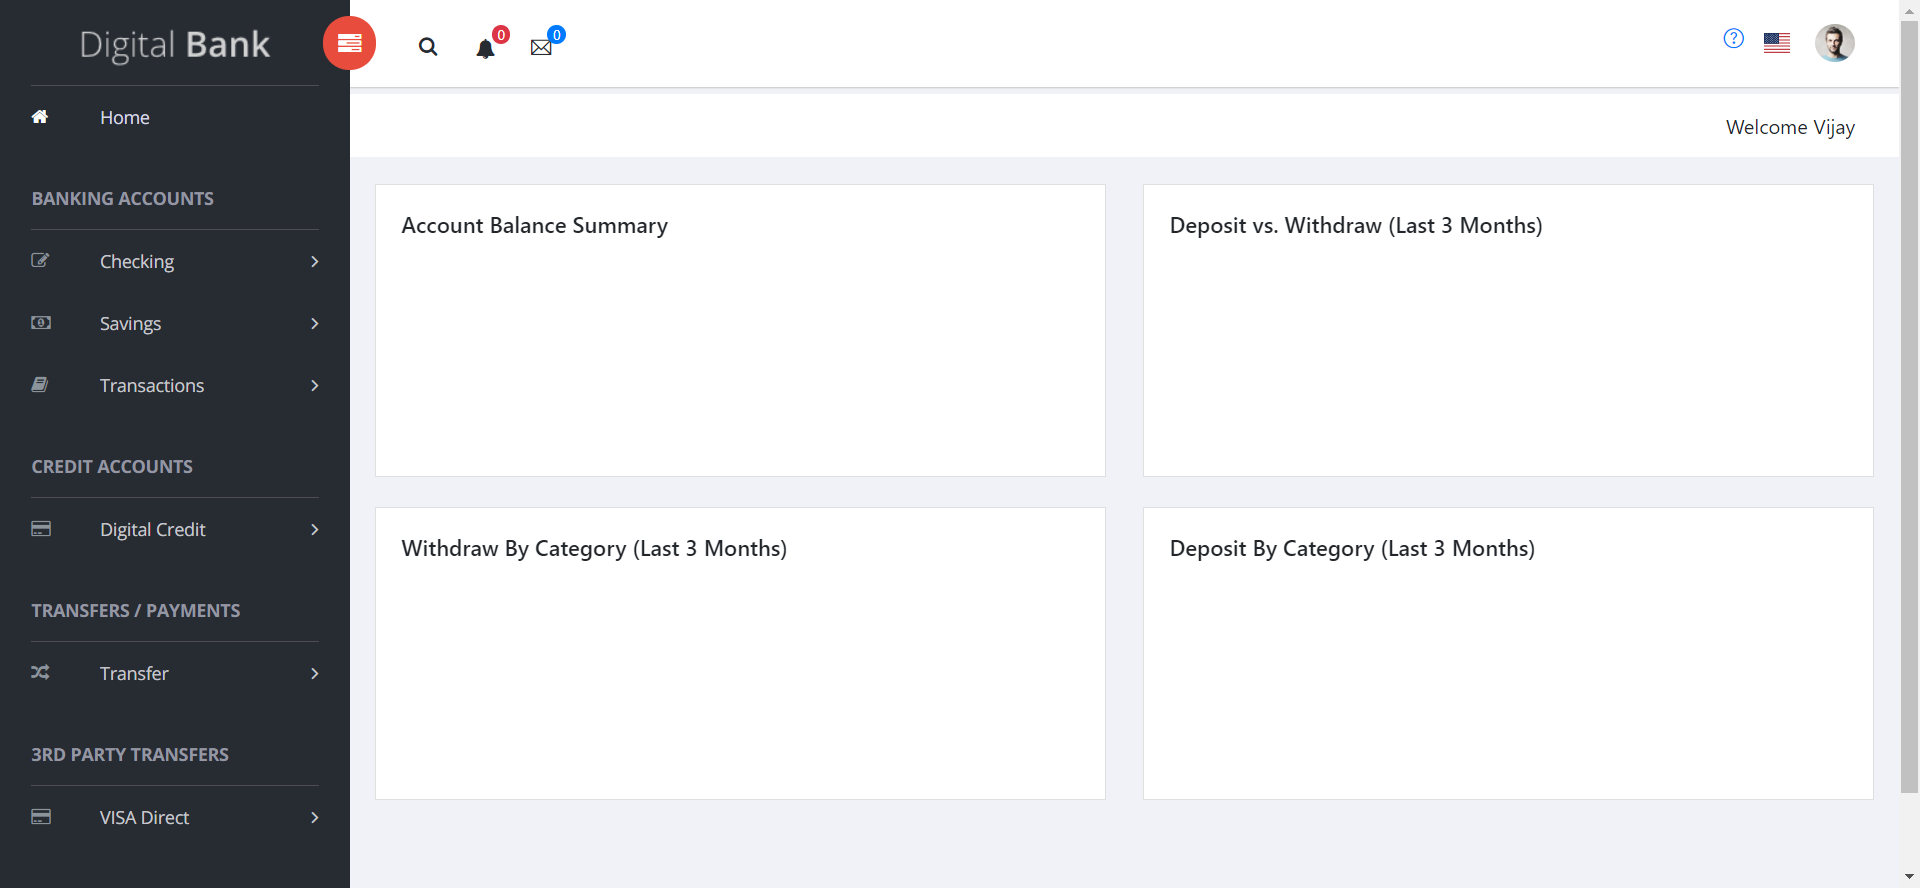 Digital Bank
0
0
Welcome Vijay
Home
BANKING ACCOUNTS
Checking
Savings
Transactions
CREDIT ACCOUNTS
Digital Credit
TRANSFERS / PAYMENTS
Transfer
3RD PARTY TRANSFERS
VISA Direct
Account Balance Summary
Deposit vs. Withdraw (Last 3 Months)
Withdraw By Category (Last 3 Months)
Deposit By Category (Last 3 Months)